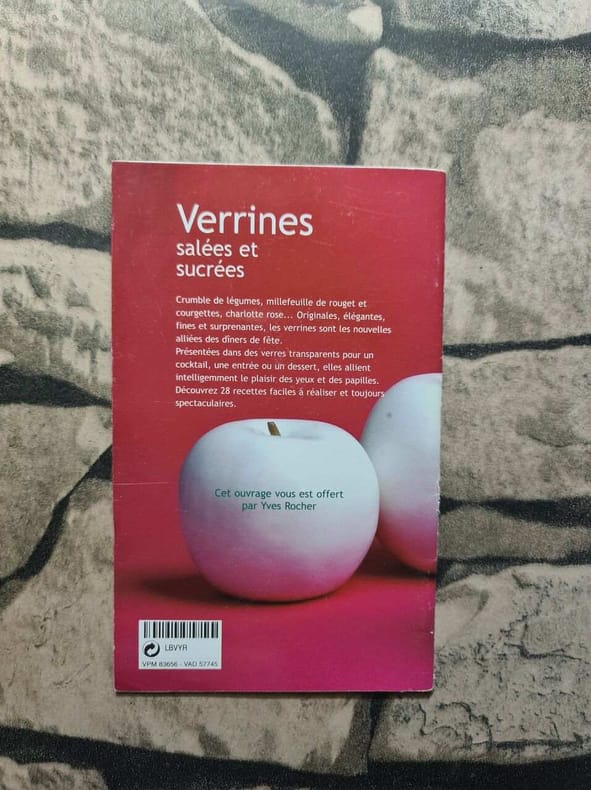 Verrines
salées et
sucrées
Crumble de légumes, millefeuille de rouget et
courgettes, charlotte rose... Originales, élégantes,
fines et surprenantes, les verrines sont les nouvelles
alliées des dîners de fête.
Présentées dans des verres transparents pour un
cocktail, une entrée ou un dessert, elles allient
intelligemment le plaisir des yeux et des papilles.
Découvrez 28 recettes faciles à réaliser et toujours
spectaculaires.
Cet ouvrage vous est offert
par Yves Rocher
LBVYR
VPM 83656 - VAD 57745